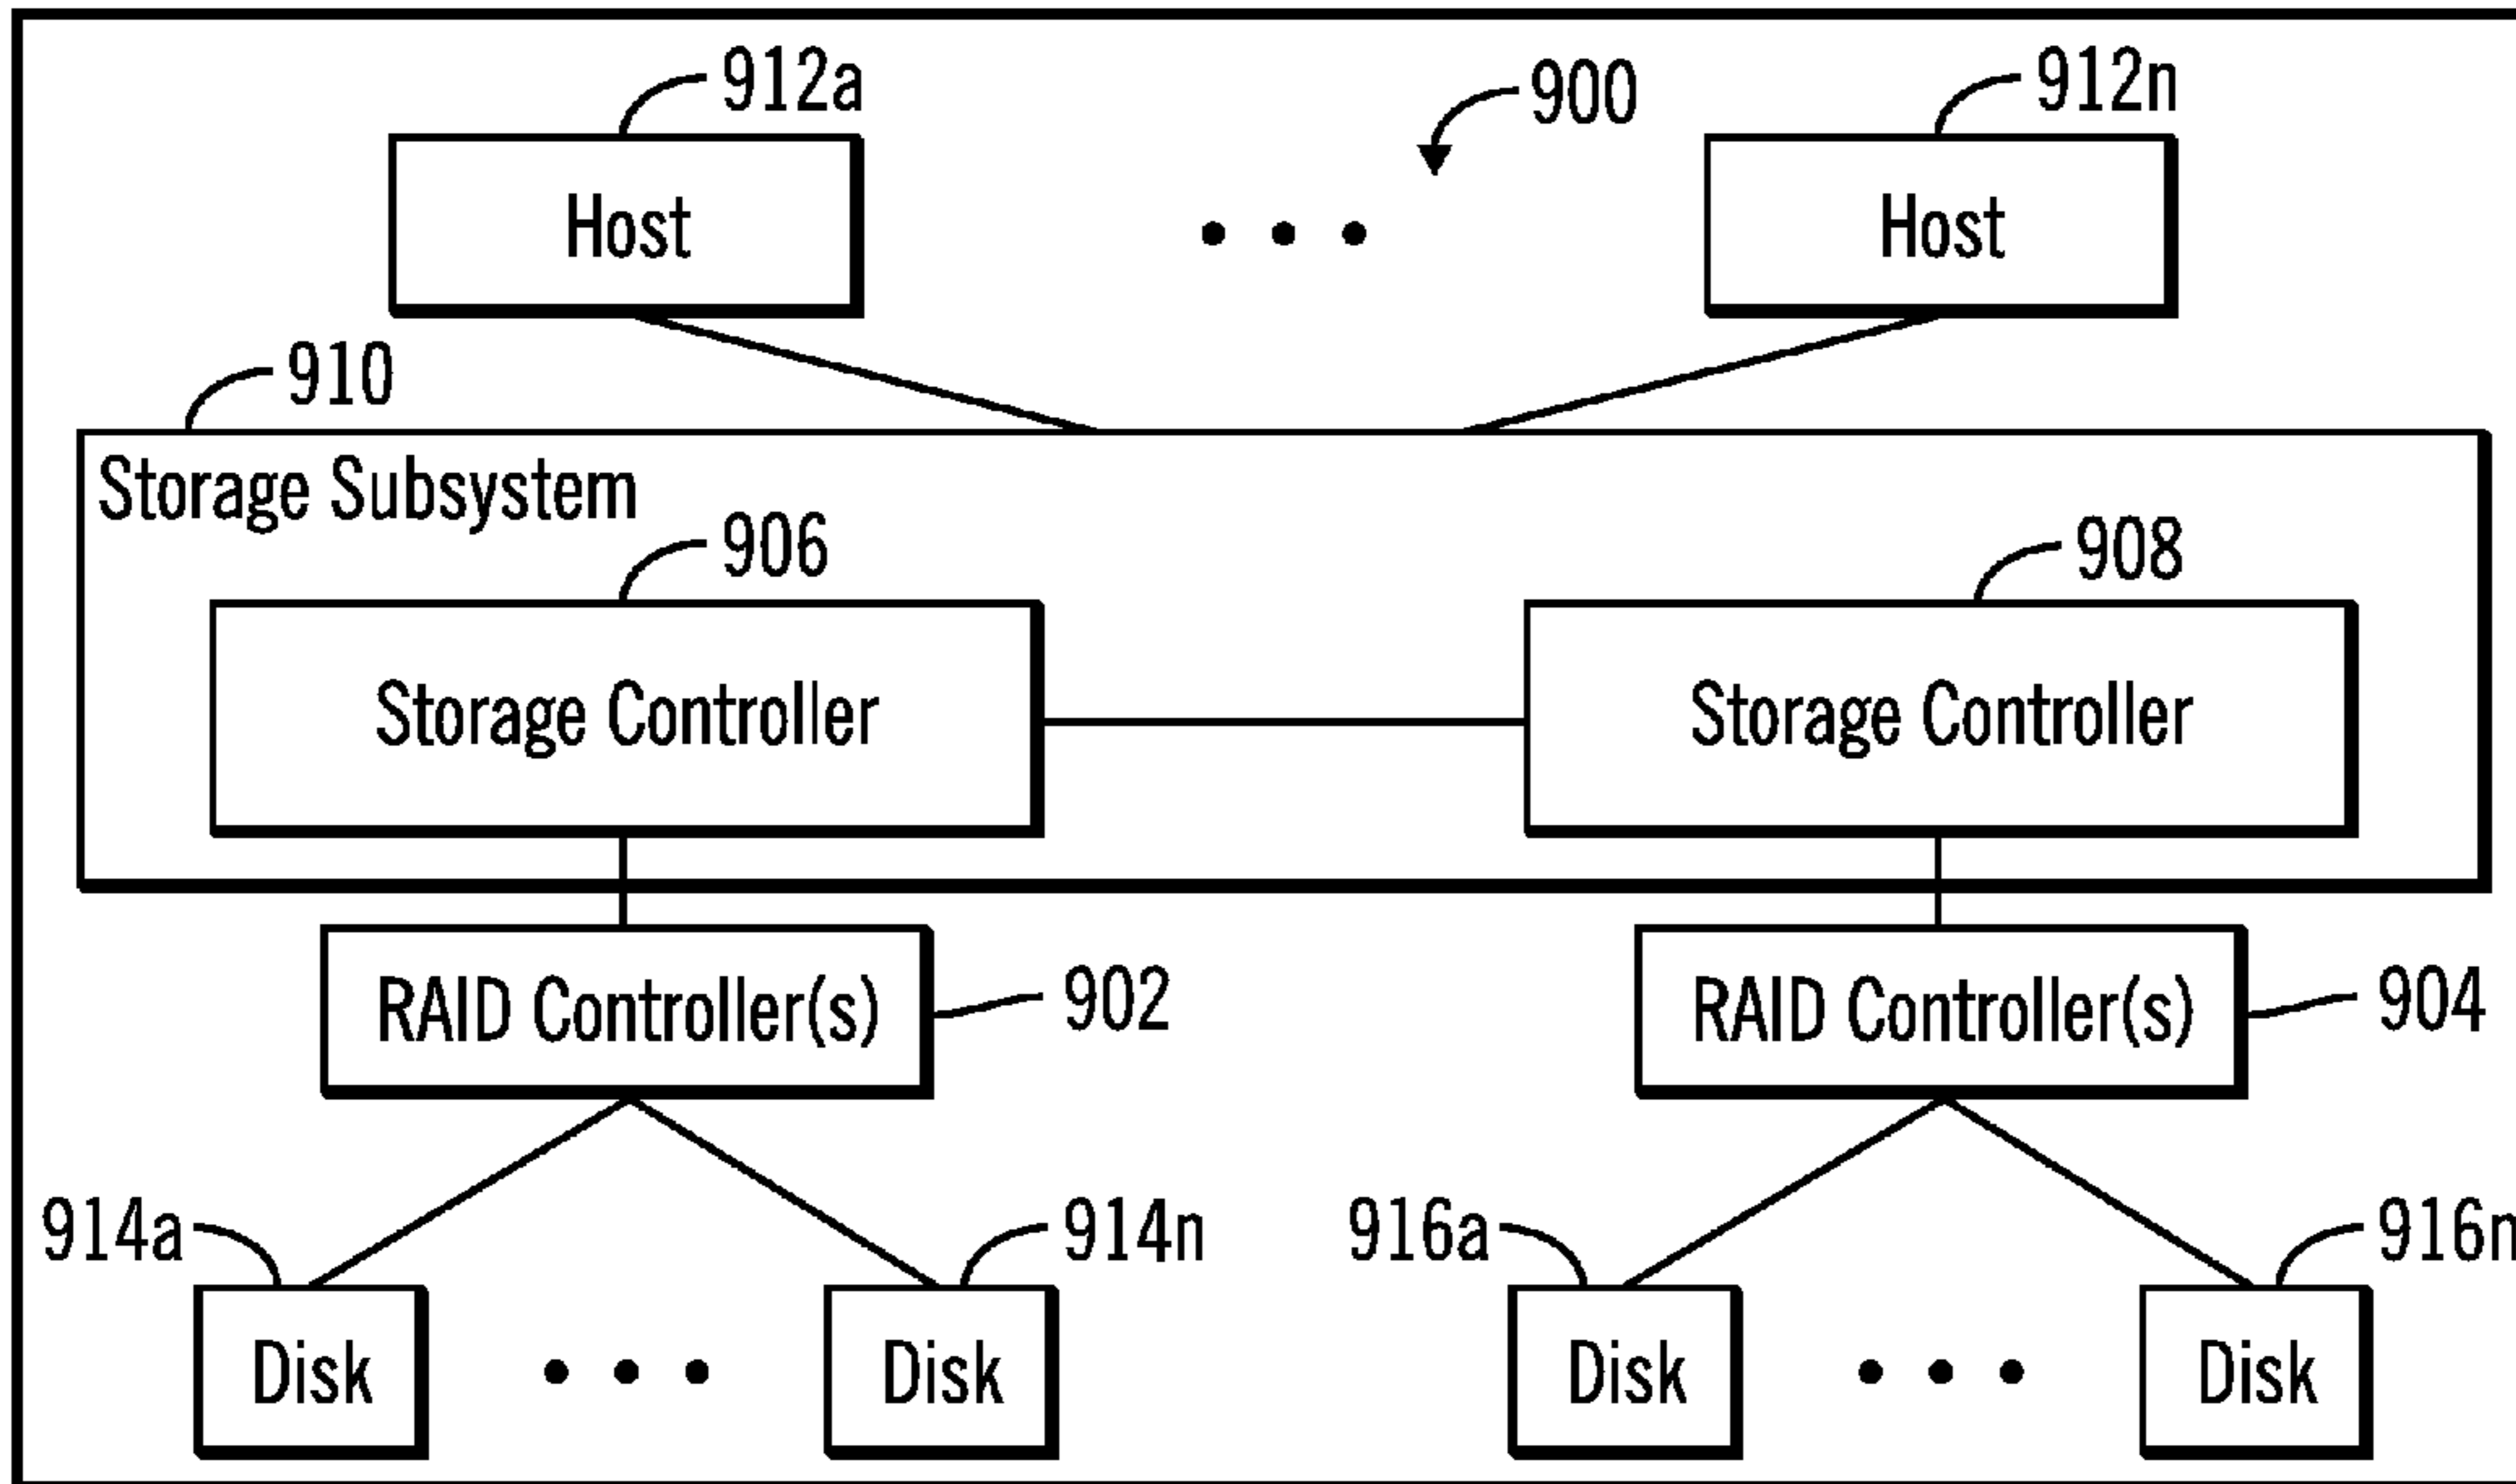 912a
900
912n
Host
Host
910
Storage Subsystem
906
908
Storage Controller
Storage Controller
RAID Controller(s)
902
RAID Controller(s)
904
914a
914n
916a
916n
Disk
Disk
Disk
Disk